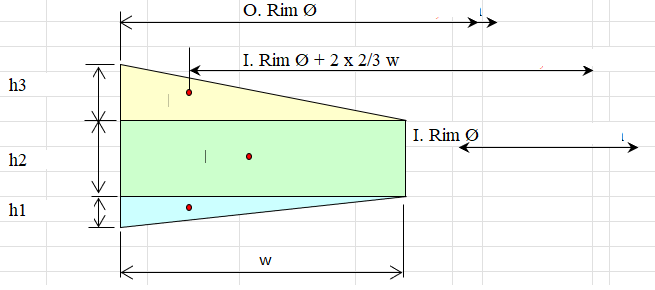 O. Rim Ø
I. Rim Ø + 2 x 2/3 w
h3
I. Rim Ø
h2
h1
w